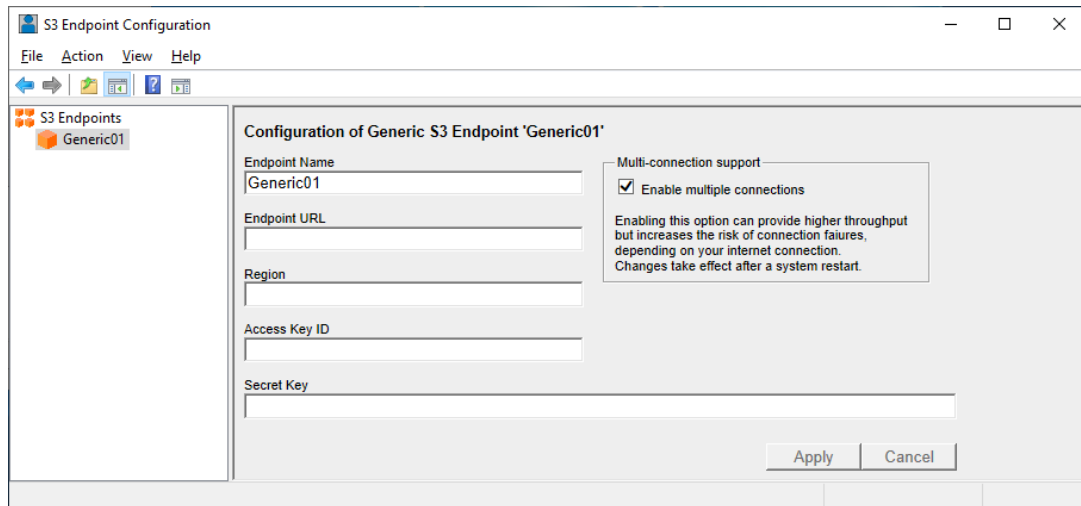 S3 Endpoint Configuration
File Action View Help
S3 Endpoints
Generic01
Configuration of Generic S3 Endpoint 'Generic01'
Endpoint Name
Generic01
Endpoint URL
Region
Access Key ID
Secret Key
Multi-connection support
Enable multiple connections
Enabling this option can provide higher throughput
but increases the risk of connection faiures,
depending on your internet connection.
Changes take effect after a system restart.
Apply Cancel